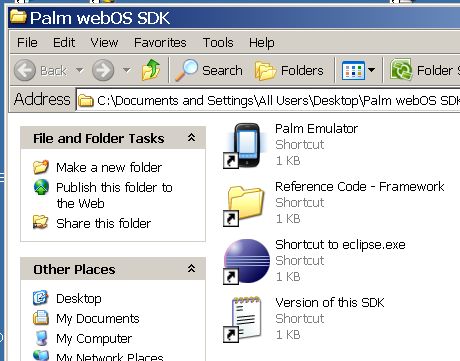 Palm webOS SDK
File Edit View Favorites Tools Help
Back Search Folders Folder
Address C:\Documents and Settings\All Users\Desktop\Palm webOS SDK
File and Folder Tasks
Make a new folder
Publish this folder to
the Web
Share this folder
Other Places
Desktop
My Documents
My Computer
My Network Places
Palm Emulator
Shortcut
1 KB
Reference Code - Framework
Shortcut
1 KB
Shortcut to eclipse.exe
Shortcut
1 KB
Version of this SDK
Shortcut
1 KB